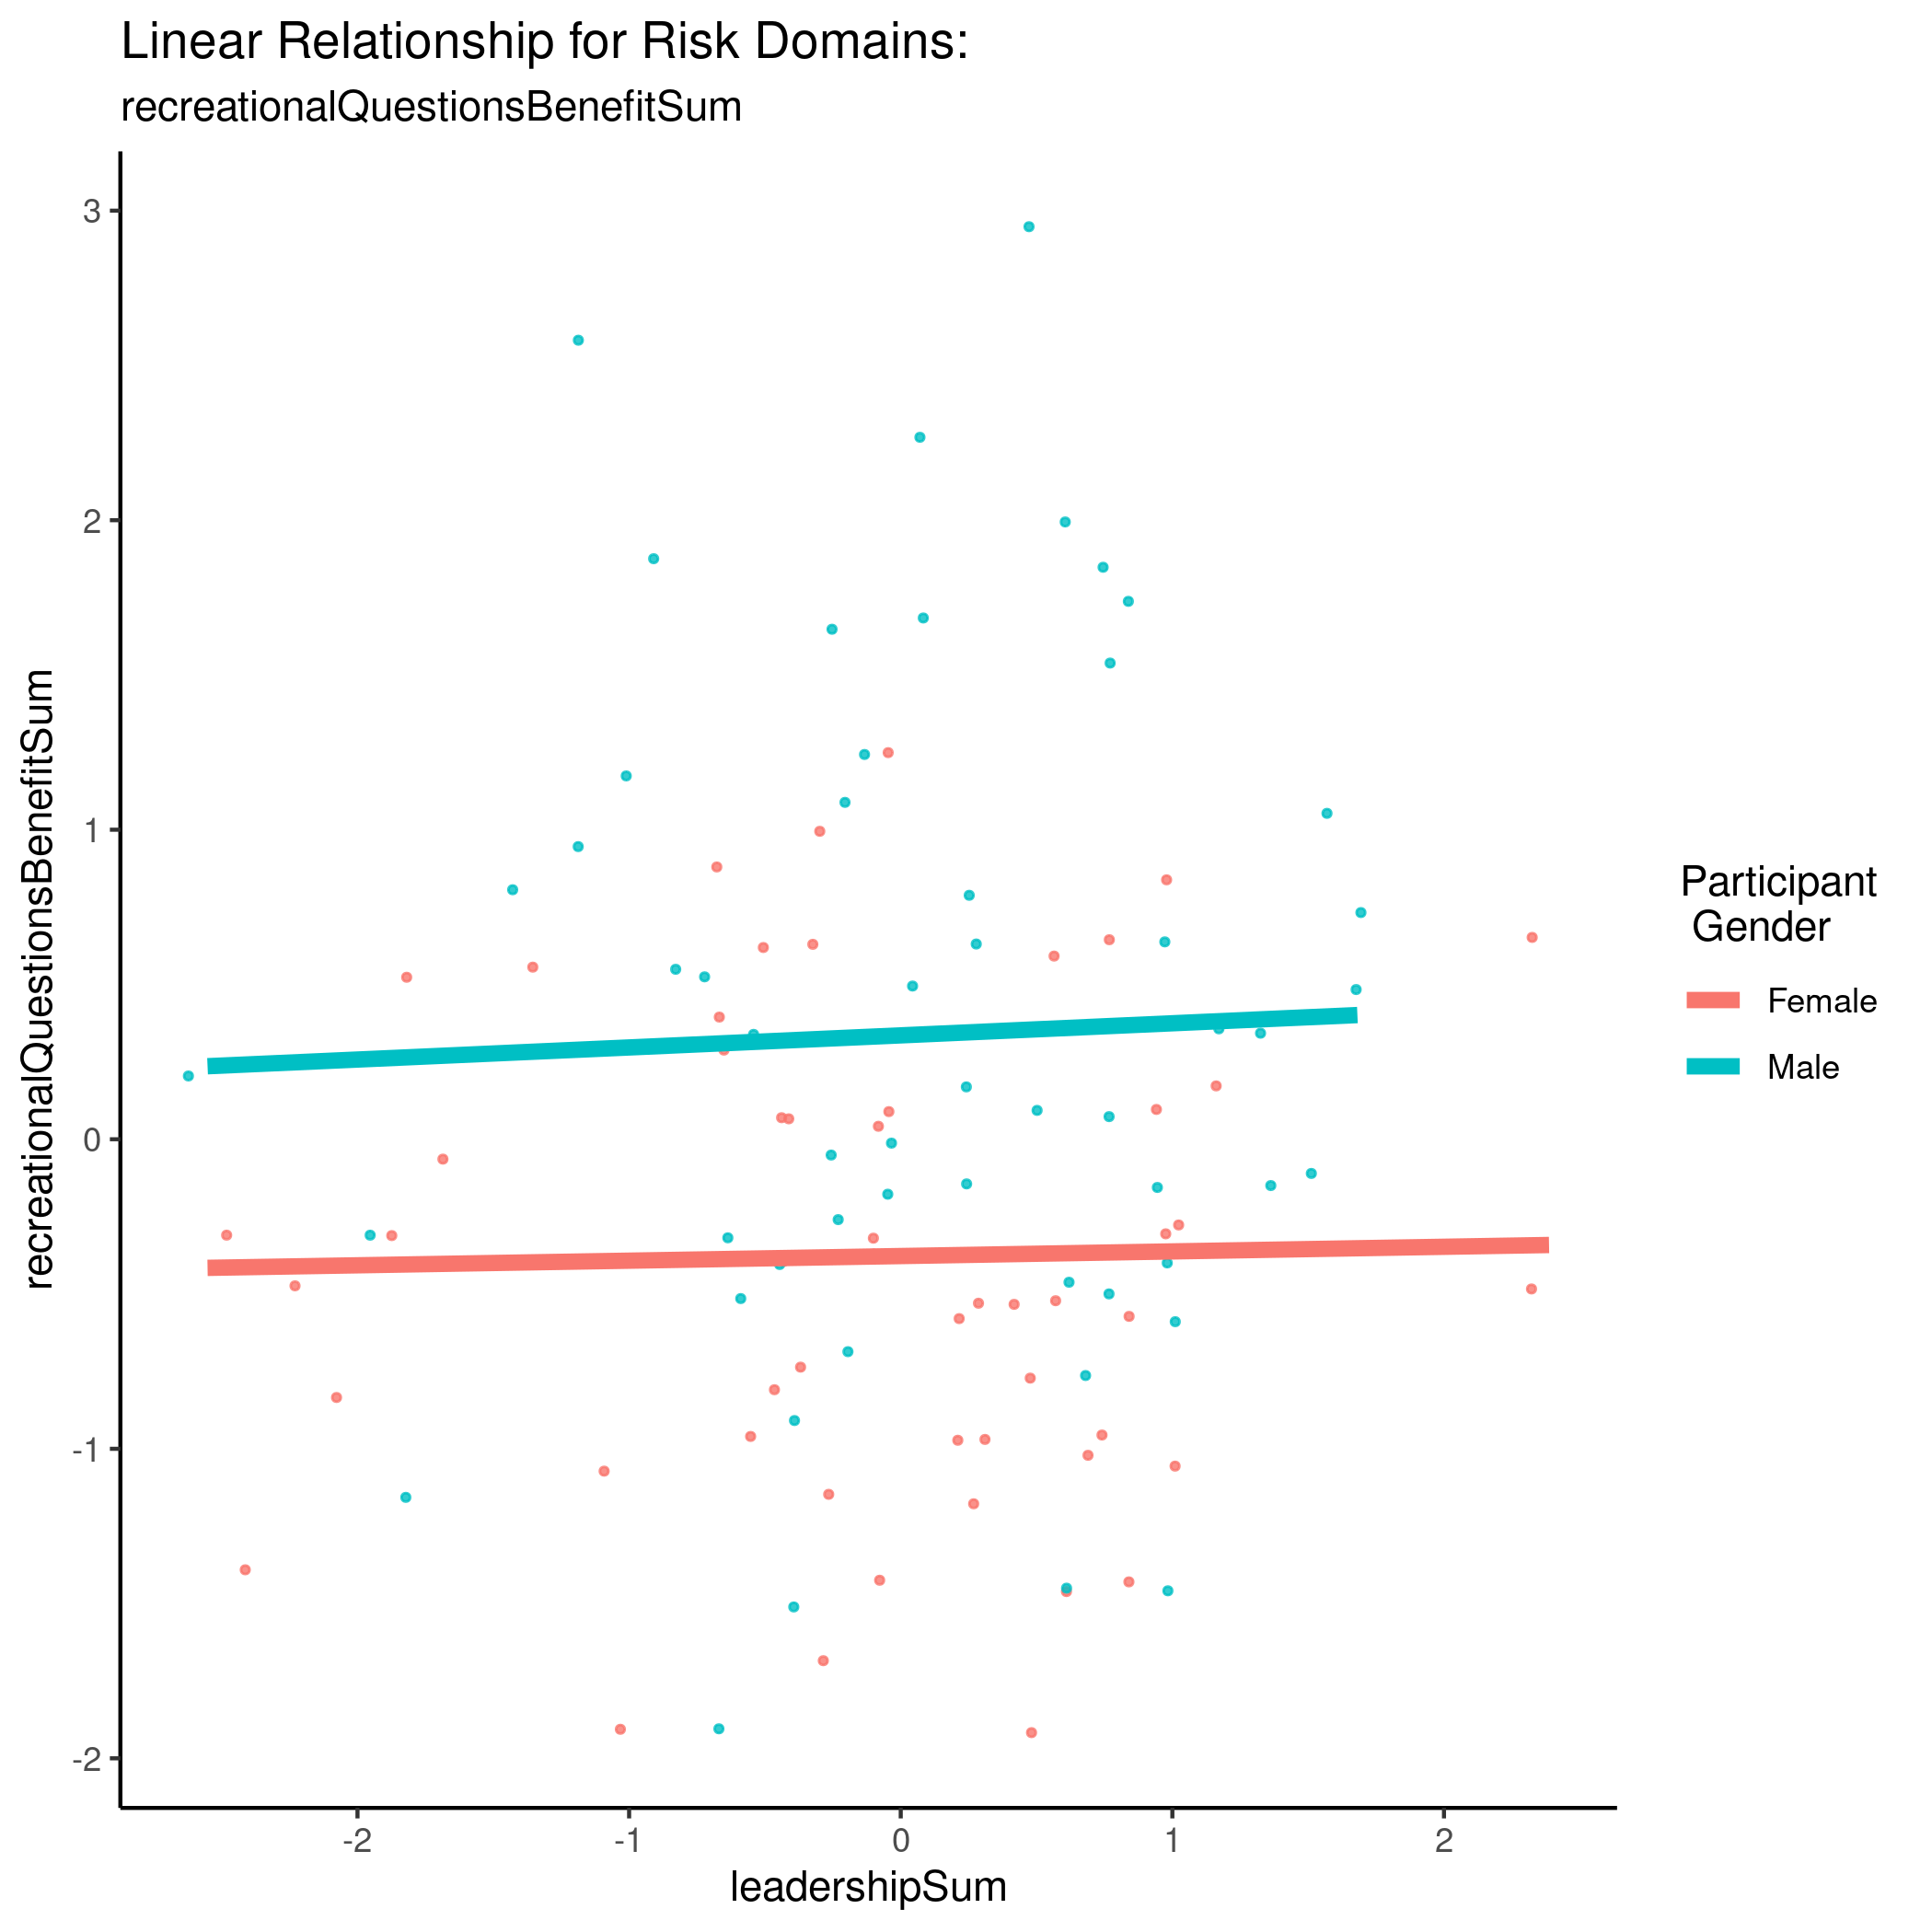 Linear Relationship for Risk Domains:
recreationalQuestionsBenefitSum
recreationalQuestionsBenefitSum
3
2
1
0
-1
-2
-2
-1
0
1
2
leadershipSum
Participant
Gender
Female
Male